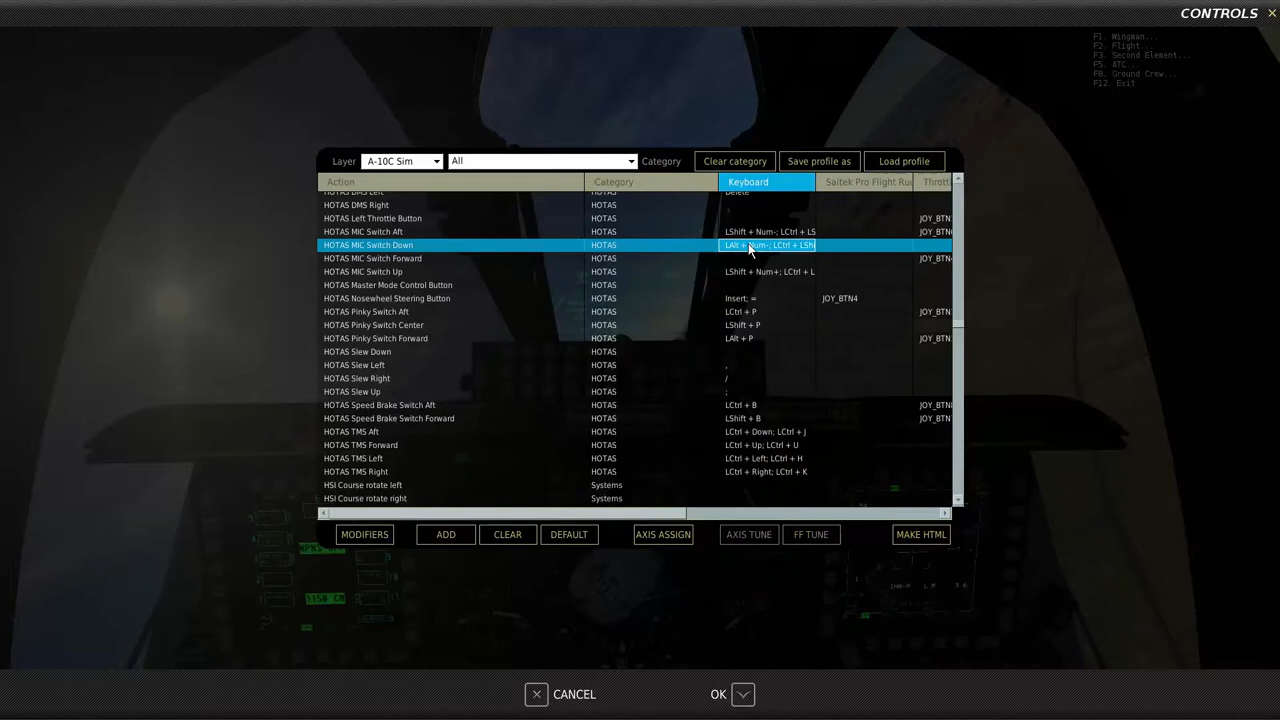 CONTROLS ×
F1. Wingman...
F2. Flight...
F3. Second Element...
F5. ATC...
F8. Ground Crew...
F12. Exit
Layer A-10C Sim All Category Clear category Save profile as Load profile
Action Category Keyboard Saitek Pro Flight Ru Thrott
HOTAS DMS Left HOTAS Delete
HOTAS DMS Right HOTAS
HOTAS Left Throttle Button HOTAS JOY_BTN
HOTAS MIC Switch Aft HOTAS LShift + Num-; LCtrl + LS JOY_BTN
HOTAS MIC Switch Down HOTAS LAlt + Num-; LCtrl + LShi
HOTAS MIC Switch Forward HOTAS JOY_BTN
HOTAS MIC Switch Up HOTAS LShift + Num+; LCtrl + L
HOTAS Master Mode Control Button HOTAS
HOTAS Nosewheel Steering Button HOTAS Insert; = JOY_BTN4
HOTAS Pinky Switch Aft HOTAS LCtrl + P JOY_BTN
HOTAS Pinky Switch Center HOTAS LShift + P
HOTAS Pinky Switch Forward HOTAS LAlt + P JOY_BTN
HOTAS Slew Down HOTAS
HOTAS Slew Left HOTAS ,
HOTAS Slew Right HOTAS /
HOTAS Slew Up HOTAS ;
HOTAS Speed Brake Switch Aft HOTAS LCtrl + B JOY_BTN
HOTAS Speed Brake Switch Forward HOTAS LShift + B JOY_BTN
HOTAS TMS Aft HOTAS LCtrl + Down; LCtrl + J
HOTAS TMS Forward HOTAS LCtrl + Up; LCtrl + U
HOTAS TMS Left HOTAS LCtrl + Left; LCtrl + H
HOTAS TMS Right HOTAS LCtrl + Right; LCtrl + K
HSI Course rotate left Systems
HSI Course rotate right Systems
MODIFIERS ADD CLEAR DEFAULT AXIS ASSIGN AXIS TUNE FF TUNE MAKE HTML
CANCEL OK